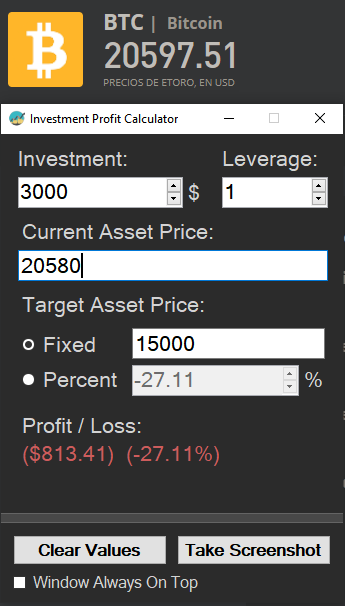 BTC | Bitcoin
20597.51
PRECIOS DE ETORO, EN USD
Investment Profit Calculator
Investment: Leverage:
3000 $ 1
Current Asset Price:
20580
Target Asset Price:
Fixed 15000
Percent -27.11 %
Profit / Loss:
($813.41) (-27.11%)
Clear Values Take Screenshot
Window Always On Top